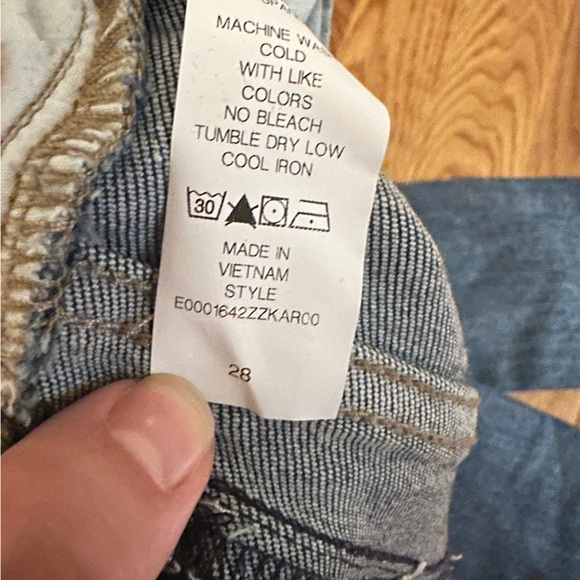 MACHINE
COLD
WITH LIKE
COLORS
NO BLEACH
TUMBLE DRY LOW
COOL IRON
30
MADE IN
VIETNAM
STYLE
E0001642ZZKAR00
28